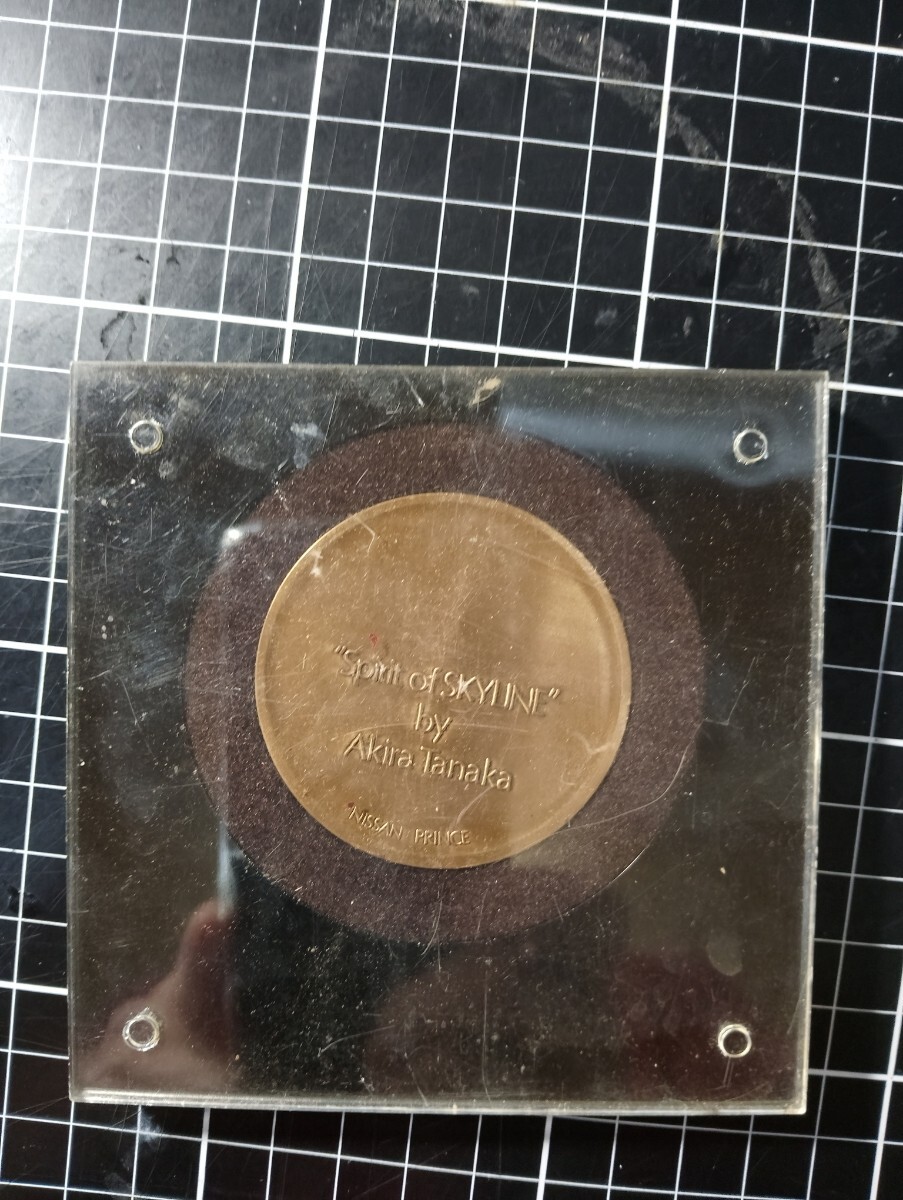 "Spirit of SKYLINE"
by
Akira Tanaka
NISSAN PRINCE